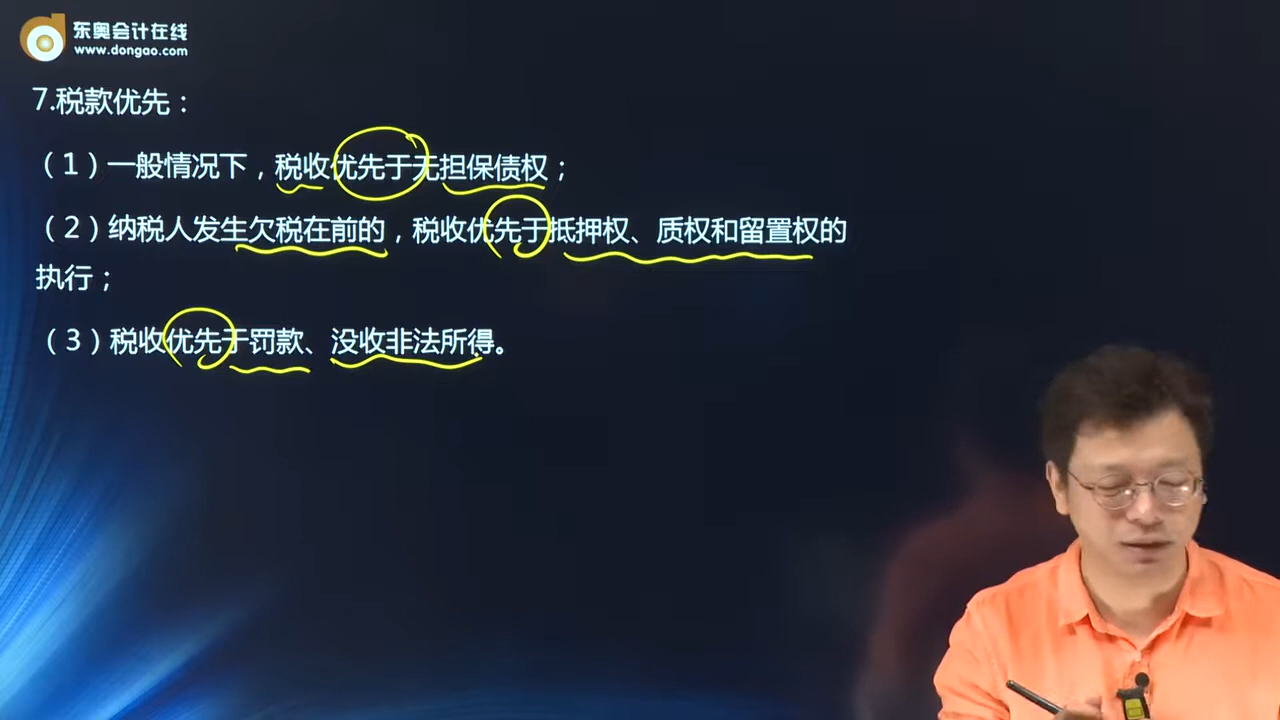 东奥会计在线
www.dongao.com
7.税款优先：
（1）一般情况下，税收优先于无担保债权；
（2）纳税人发生欠税在前的，税收优先于抵押权、质权和留置权的
执行；
（3）税收优先于罚款、没收非法所得。